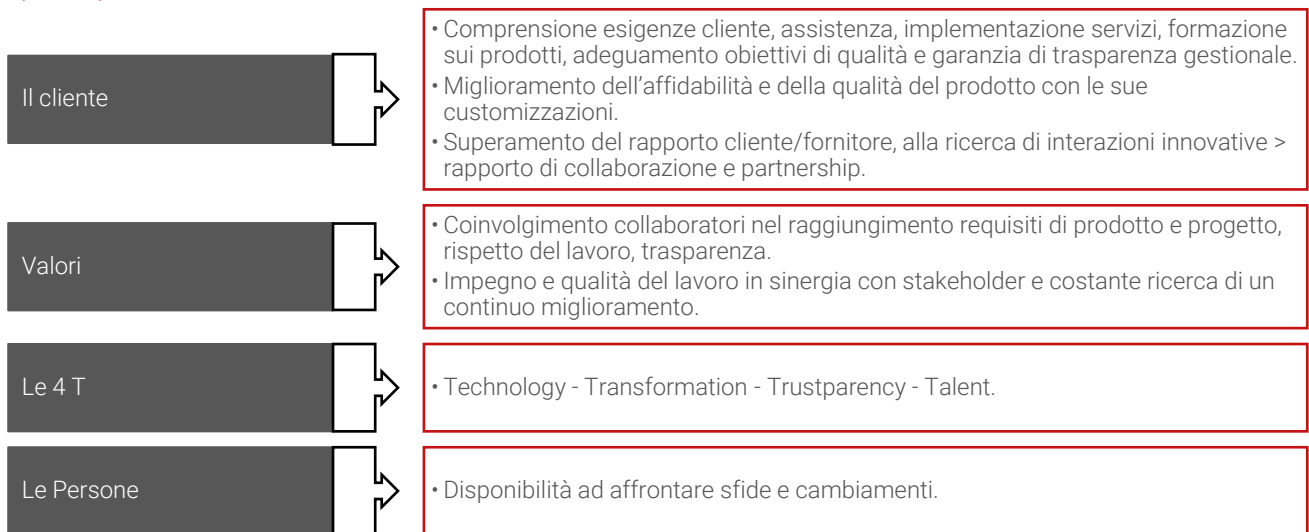 Il cliente
• Comprensione esigenze cliente, assistenza, implementazione servizi, formazione
sui prodotti, adeguamento obiettivi di qualità e garanzia di trasparenza gestionale.
• Miglioramento dell'affidabilità e della qualità del prodotto con le sue
customizzazioni.
• Superamento del rapporto cliente/fornitore, alla ricerca di interazioni innovative >
rapporto di collaborazione e partnership.
Valori
• Coinvolgimento collaboratori nel raggiungimento requisiti di prodotto e progetto,
rispetto del lavoro, trasparenza.
• Impegno e qualità del lavoro in sinergia con stakeholder e costante ricerca di un
continuo miglioramento.
Le 4 T
• Technology - Transformation - Trustparency - Talent.
Le Persone
• Disponibilità ad affrontare sfide e cambiamenti.